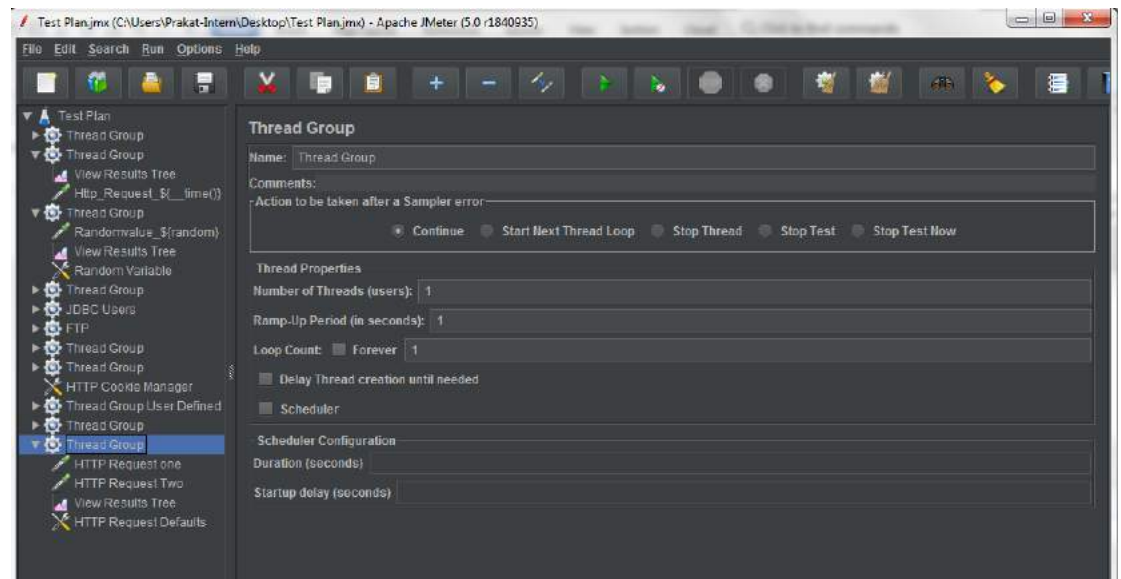 Test Plan.jmx (C:\Users\Prakat-Intern\Desktop\Test Plan.jmx) - Apache JMeter (5.0 r1840935)
File Edit Search Run Options Help
Test Plan
Thread Group
Thread Group
View Results Tree
Http_Request_${__time()}
Thread Group
Randomvalue_${random}
View Results Tree
Random Variable
Thread Group
JDBC Users
FTP
Thread Group
Thread Group
HTTP Cookie Manager
Thread Group User Defined
Thread Group
Thread Group
HTTP Request one
HTTP Request Two
View Results Tree
HTTP Request Defaults
Thread Group
Name: Thread Group
Comments:
Action to be taken after a Sampler error
Continue Start Next Thread Loop Stop Thread Stop Test Stop Test Now
Thread Properties
Number of Threads (users): 1
Ramp-Up Period (in seconds): 1
Loop Count: Forever 1
Delay Thread creation until needed
Scheduler
Scheduler Configuration
Duration (seconds)
Startup delay (seconds)